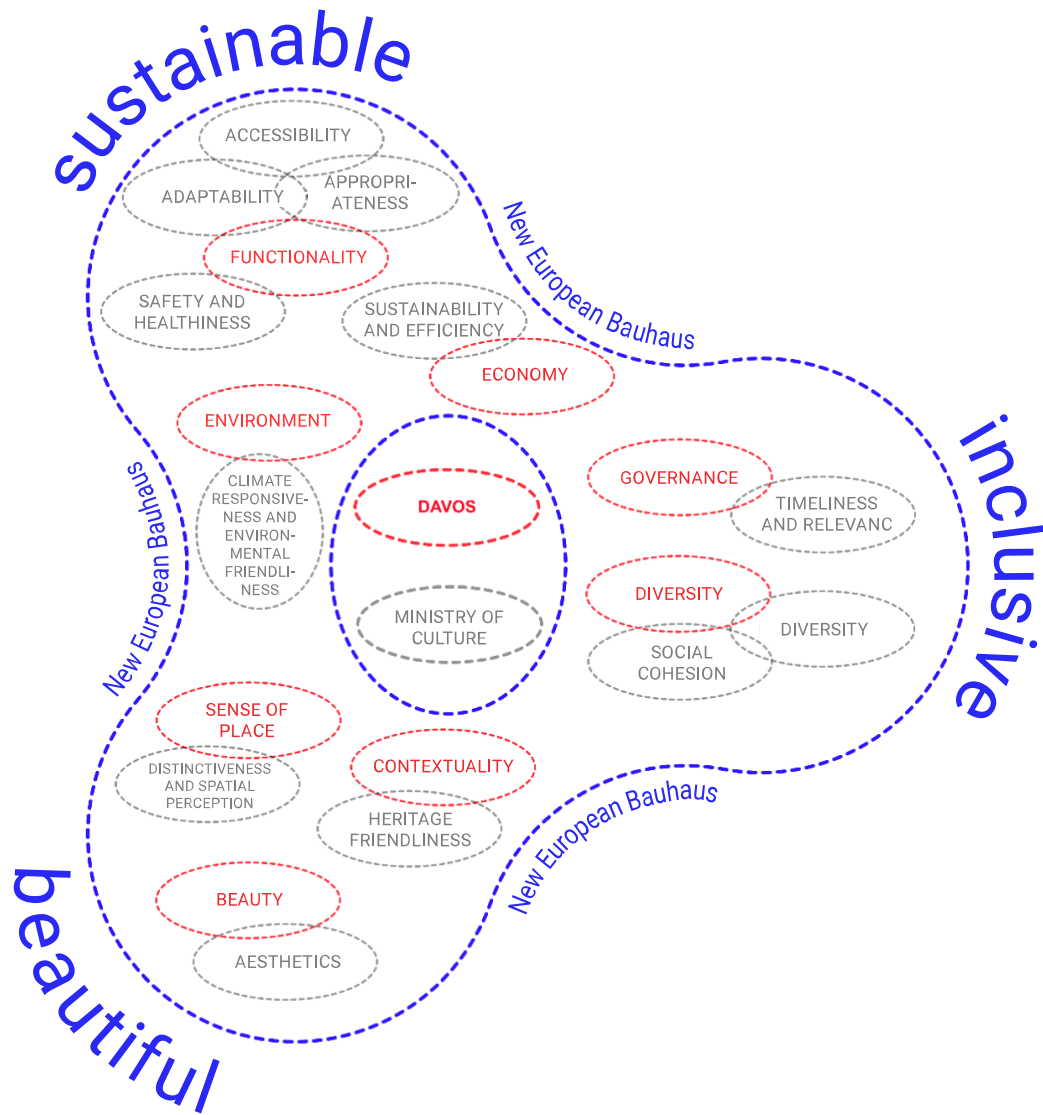 sustainable
ACCESSIBILITY
ADAPTABILITY
APPROPRI-
ATENESS
FUNCTIONALITY
SAFETY AND
HEALTHINESS
SUSTAINABILITY
AND EFFICIENCY
ECONOMY
New European Bauhaus
ENVIRONMENT
CLIMATE
RESPONSIVE-
NESS AND
ENVIRON-
MENTAL
FRIENDLI-
NESS
New European Bauhaus
DAVOS
MINISTRY OF
CULTURE
inclusive
GOVERNANCE
TIMELINESS
AND RELEVANC
DIVERSITY
DIVERSITY
SOCIAL
COHESION
New European Bauhaus
SENSE OF
PLACE
DISTINCTIVENESS
AND SPATIAL
PERCEPTION
CONTEXTUALITY
HERITAGE
FRIENDLINESS
BEAUTY
AESTHETICS
beautiful